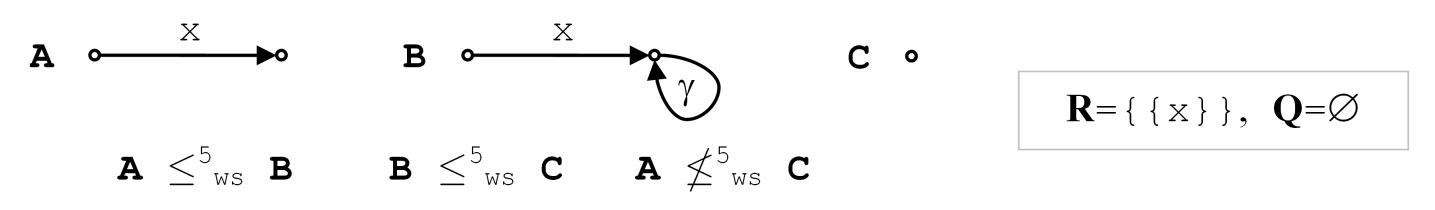 A x B x γ C
R={{x}}, Q=∅
A ≤⁵ws B B ≤⁵ws C A ≰⁵ws C